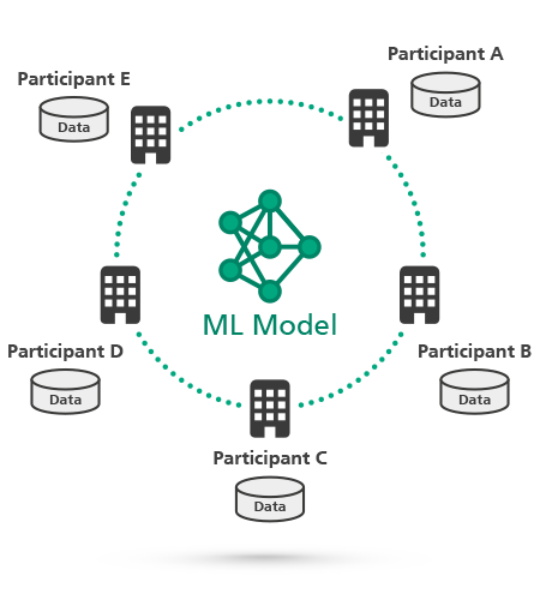 Participant A
Data
Participant E
Data
ML Model
Participant D
Data
Participant B
Data
Participant C
Data